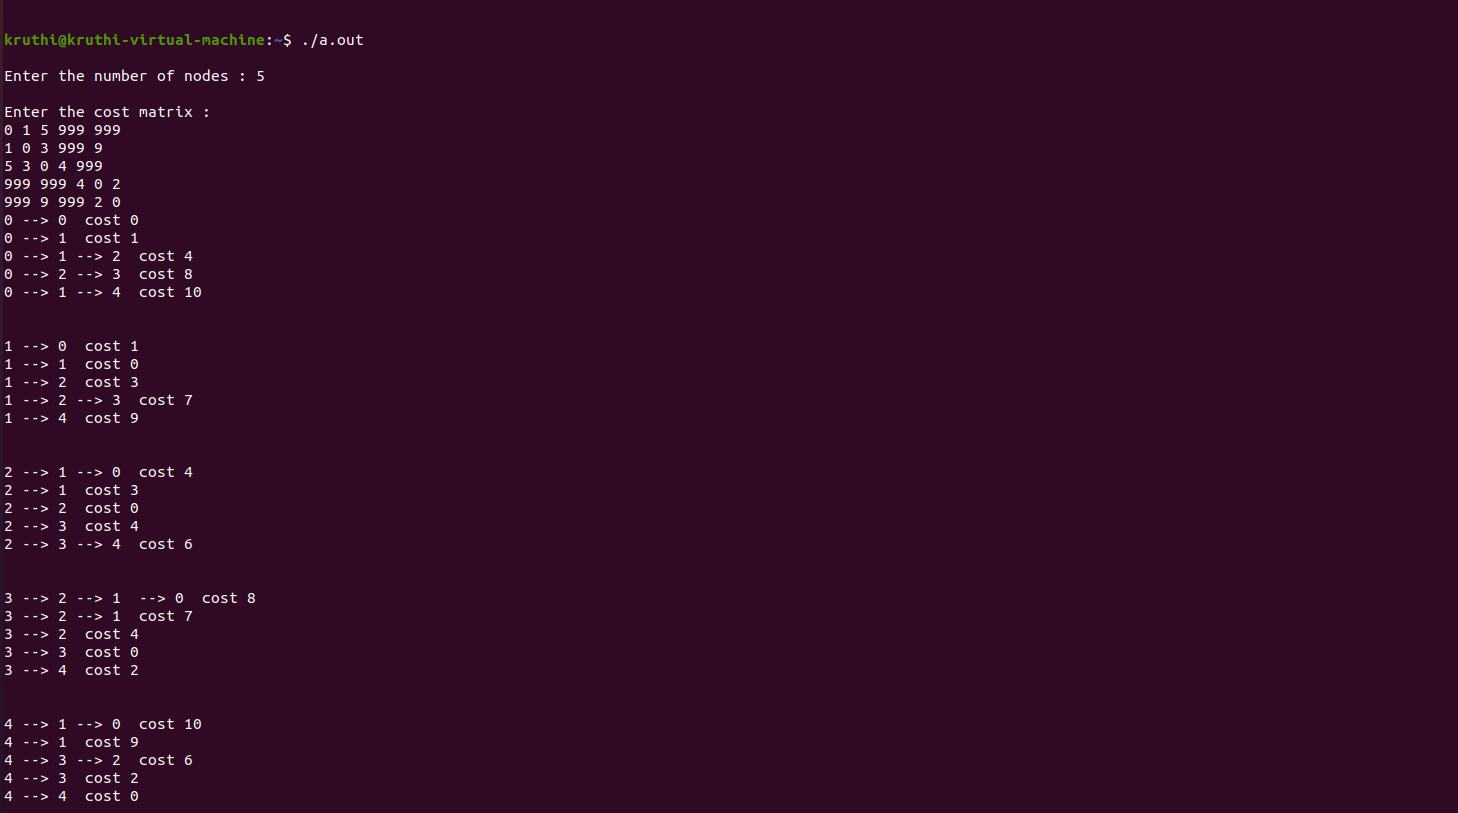 kruthi@kruthi-virtual-machine:~$ ./a.out
Enter the number of nodes : 5
Enter the cost matrix :
0 1 5 999 999
1 0 3 999 9
5 3 0 4 999
999 999 4 0 2
999 9 999 2 0
0 --> 0  cost 0
0 --> 1  cost 1
0 --> 1 --> 2  cost 4
0 --> 2 --> 3  cost 8
0 --> 1 --> 4  cost 10
1 --> 0  cost 1
1 --> 1  cost 0
1 --> 2  cost 3
1 --> 2 --> 3  cost 7
1 --> 4  cost 9
2 --> 1 --> 0  cost 4
2 --> 1  cost 3
2 --> 2  cost 0
2 --> 3  cost 4
2 --> 3 --> 4  cost 6
3 --> 2 --> 1  --> 0  cost 8
3 --> 2 --> 1  cost 7
3 --> 2  cost 4
3 --> 3  cost 0
3 --> 4  cost 2
4 --> 1 --> 0  cost 10
4 --> 1  cost 9
4 --> 3 --> 2  cost 6
4 --> 3  cost 2
4 --> 4  cost 0